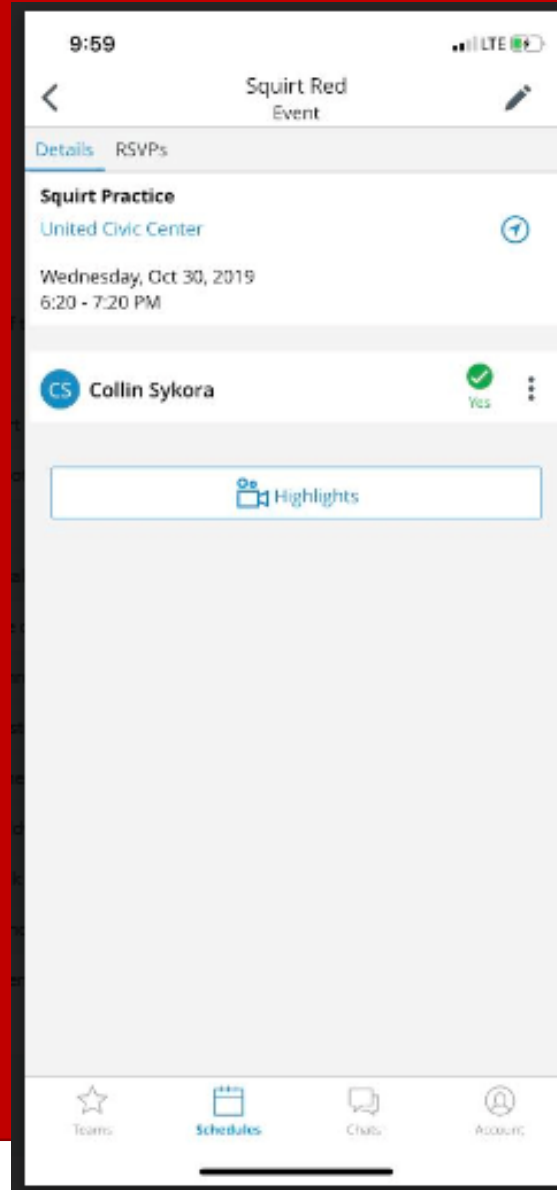 9:59
LTE
Squirt Red
Event
Details RSVPs
Squirt Practice
United Civic Center
Wednesday, Oct 30, 2019
6:20 - 7:20 PM
CS Collin Sykora
Yes
Highlights
Teams Schedules Chats Account